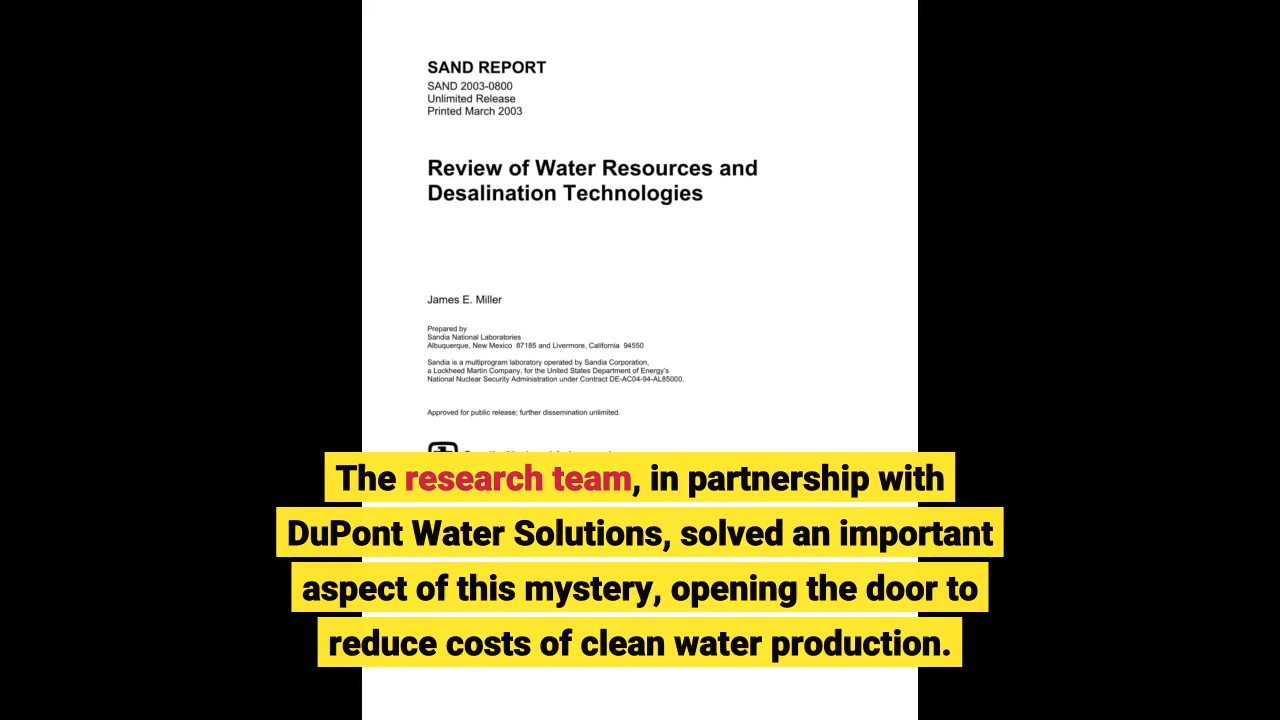 SAND REPORT
SAND 2003-0800
Unlimited Release
Printed March 2003
Review of Water Resources and
Desalination Technologies
James E. Miller
Prepared by
Sandia National Laboratories
Albuquerque, New Mexico 87185 and Livermore, California 94550
Sandia is a multiprogram laboratory operated by Sandia Corporation,
a Lockheed Martin Company, for the United States Department of Energy's
National Nuclear Security Administration under Contract DE-AC04-94-AL85000.
Approved for public release; further dissemination unlimited.
The research team, in partnership with
DuPont Water Solutions, solved an important
aspect of this mystery, opening the door to
reduce costs of clean water production.